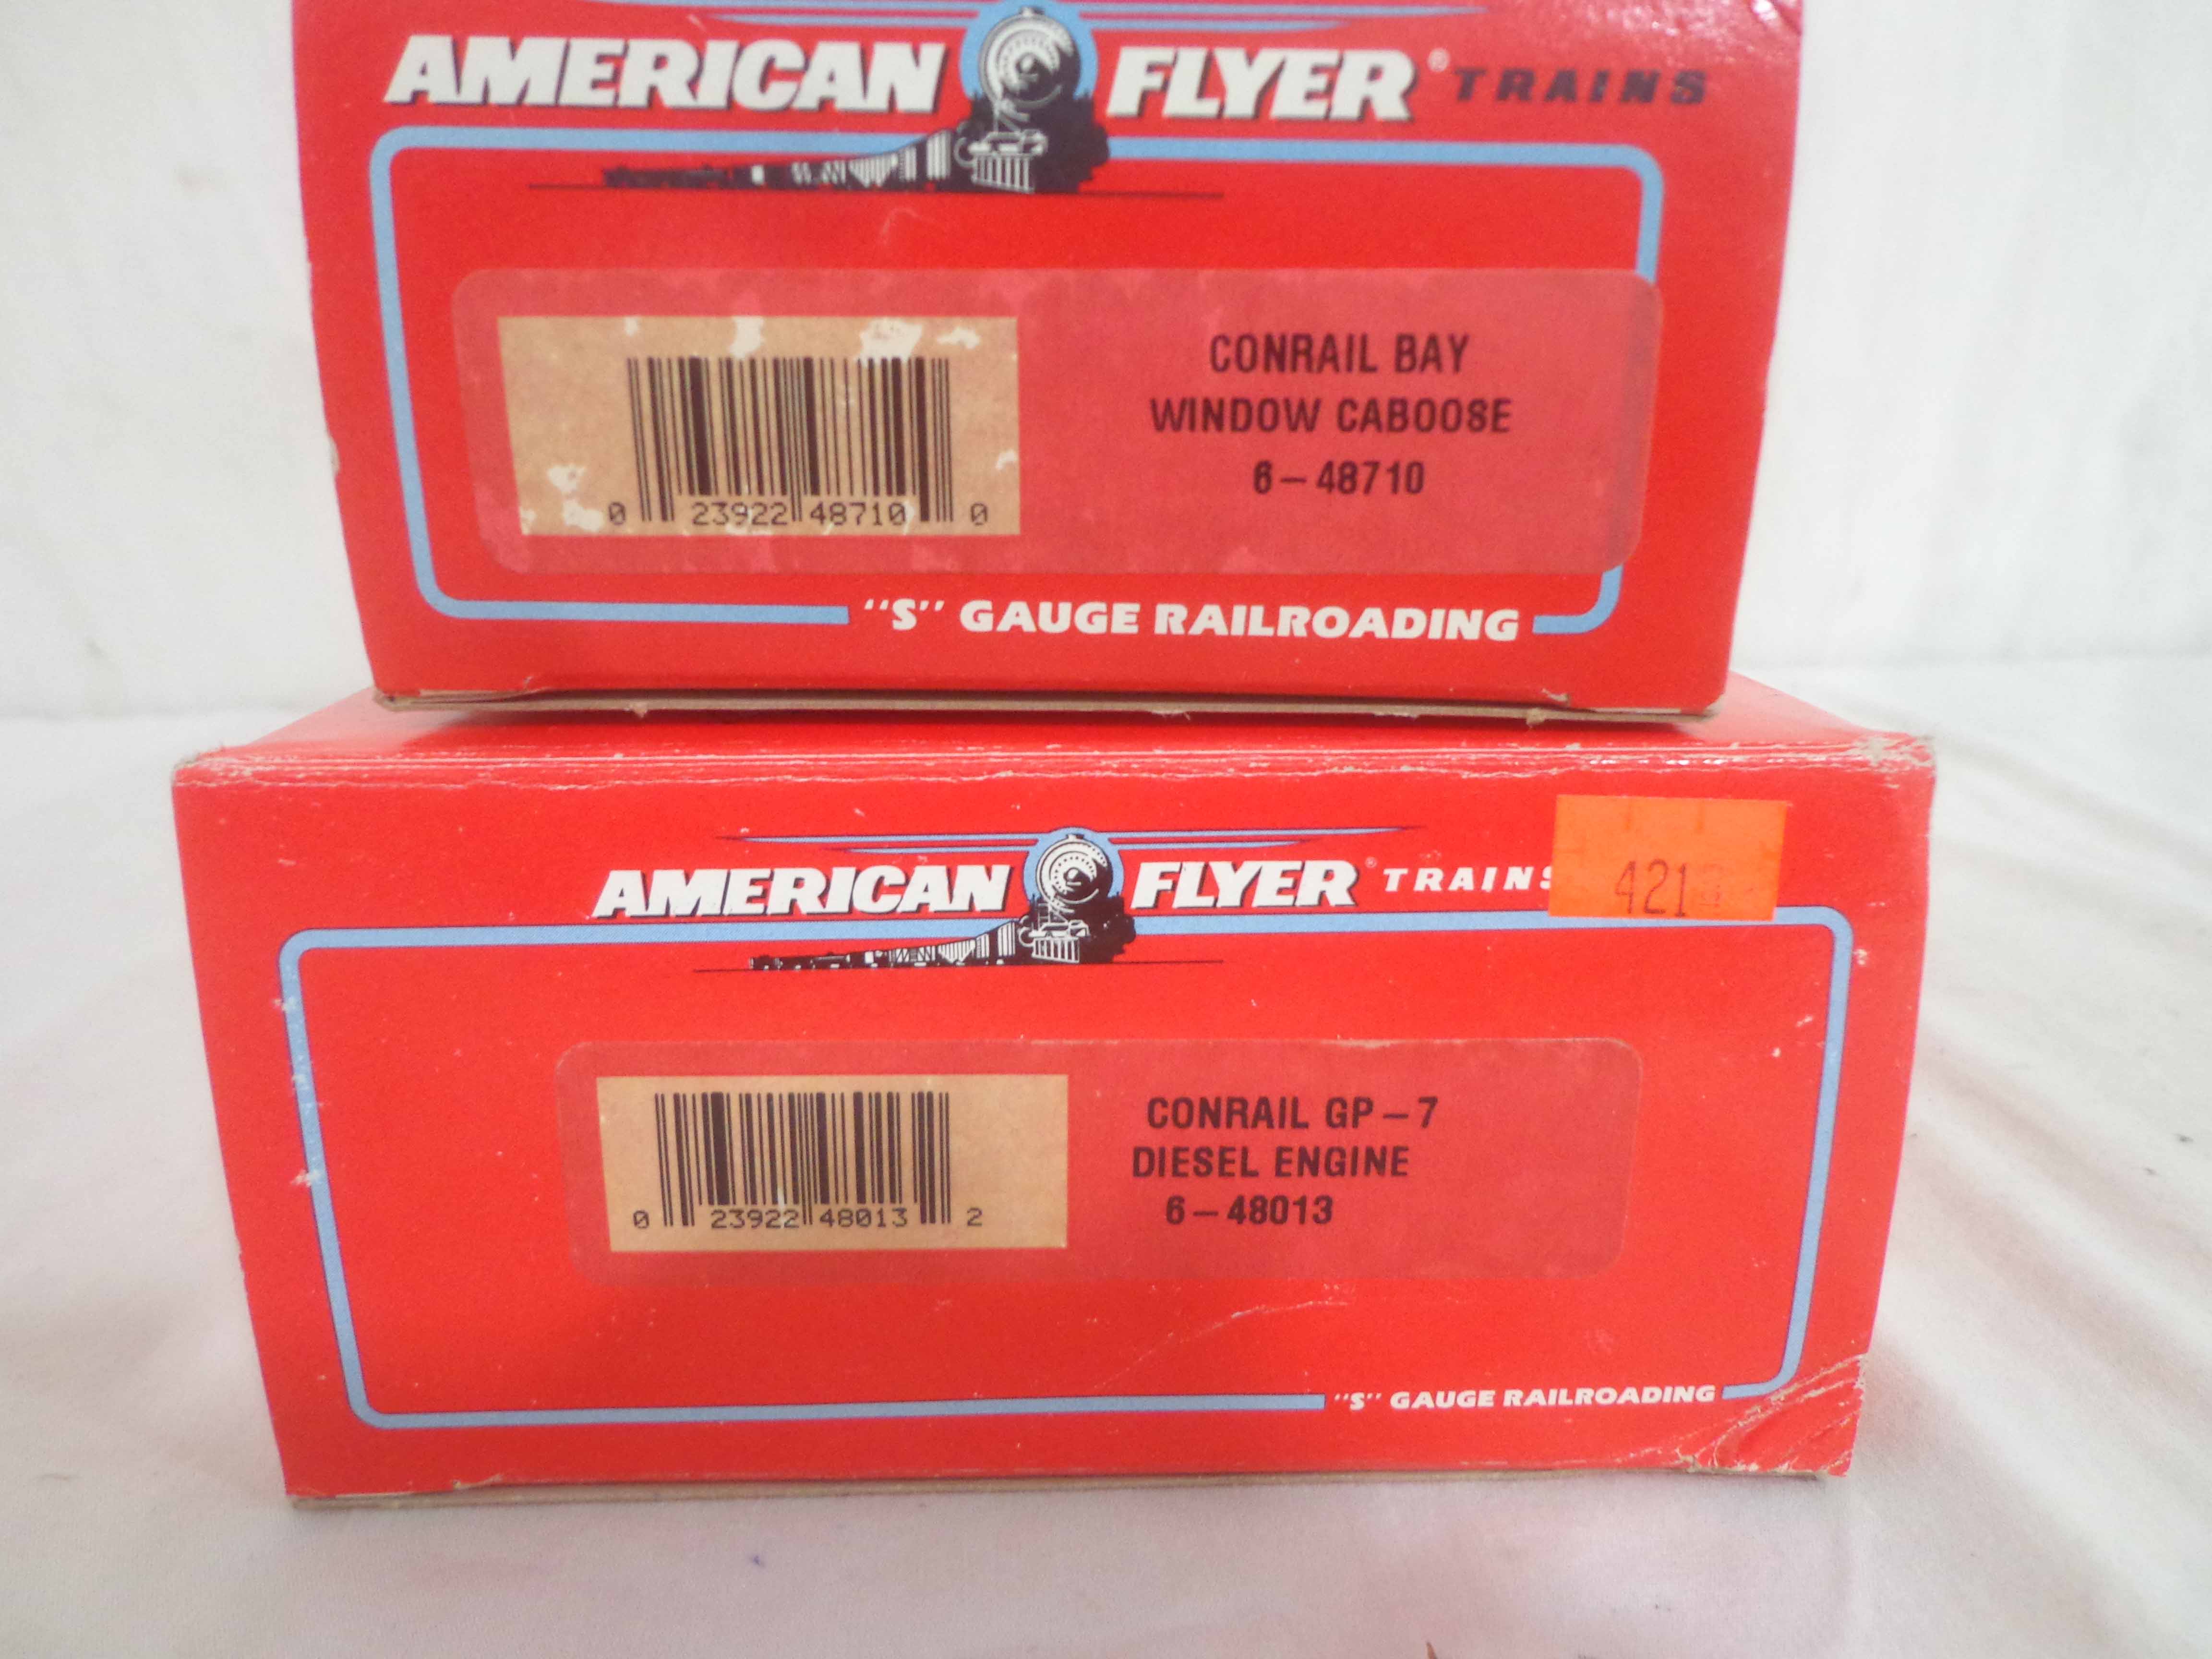 AMERICAN FLYER® TRAINS
CONRAIL BAY
WINDOW CABOOSE
6-48710
0 23922 48710 0
"S" GAUGE RAILROADING
AMERICAN FLYER® TRAINS
421
CONRAIL GP-7
DIESEL ENGINE
6-48013
0 23922 48013 2
"S" GAUGE RAILROADING